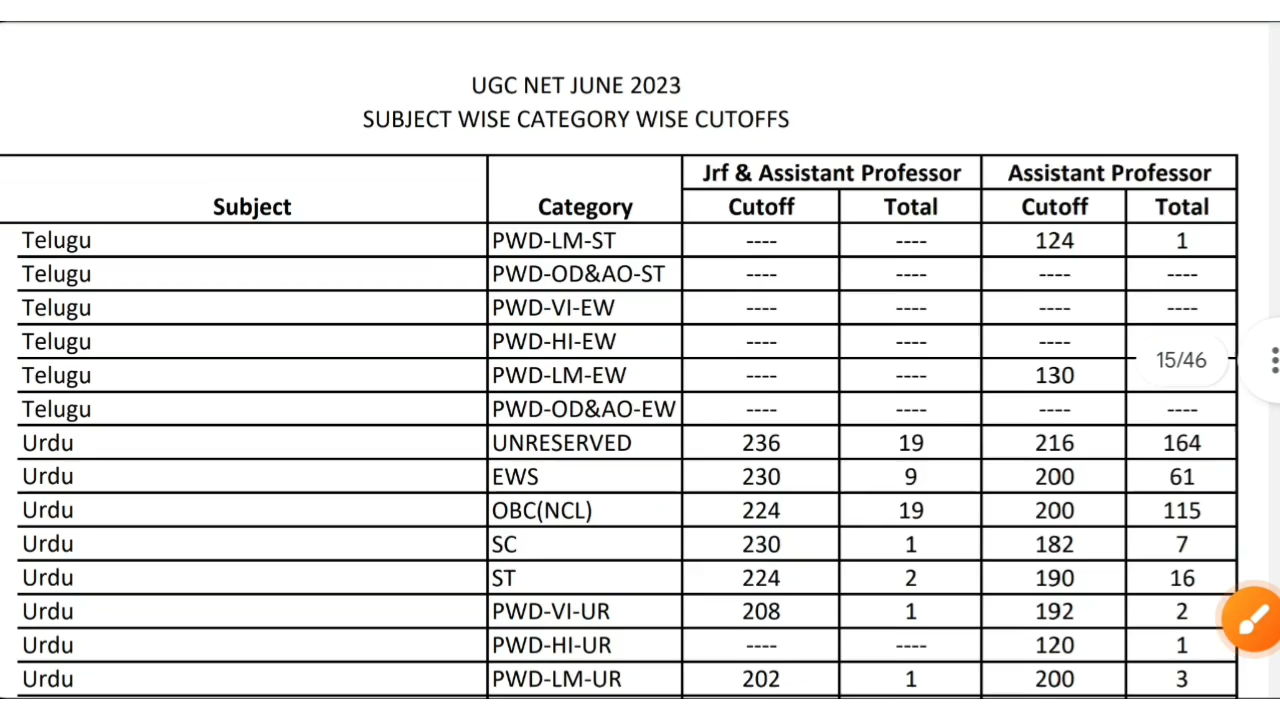 UGC NET JUNE 2023
SUBJECT WISE CATEGORY WISE CUTOFFS
Subject Category Jrf & Assistant Professor Assistant Professor
Cutoff Total Cutoff Total
Telugu PWD-LM-ST ---- ---- 124 1
Telugu PWD-OD&AO-ST ---- ---- ---- ----
Telugu PWD-VI-EW ---- ---- ---- ----
Telugu PWD-HI-EW ---- ---- ----
15/46
Telugu PWD-LM-EW ---- ---- 130
Telugu PWD-OD&AO-EW ---- ---- ---- ----
Urdu UNRESERVED 236 19 216 164
Urdu EWS 230 9 200 61
Urdu OBC(NCL) 224 19 200 115
Urdu SC 230 1 182 7
Urdu ST 224 2 190 16
Urdu PWD-VI-UR 208 1 192 2
Urdu PWD-HI-UR ---- ---- 120 1
Urdu PWD-LM-UR 202 1 200 3